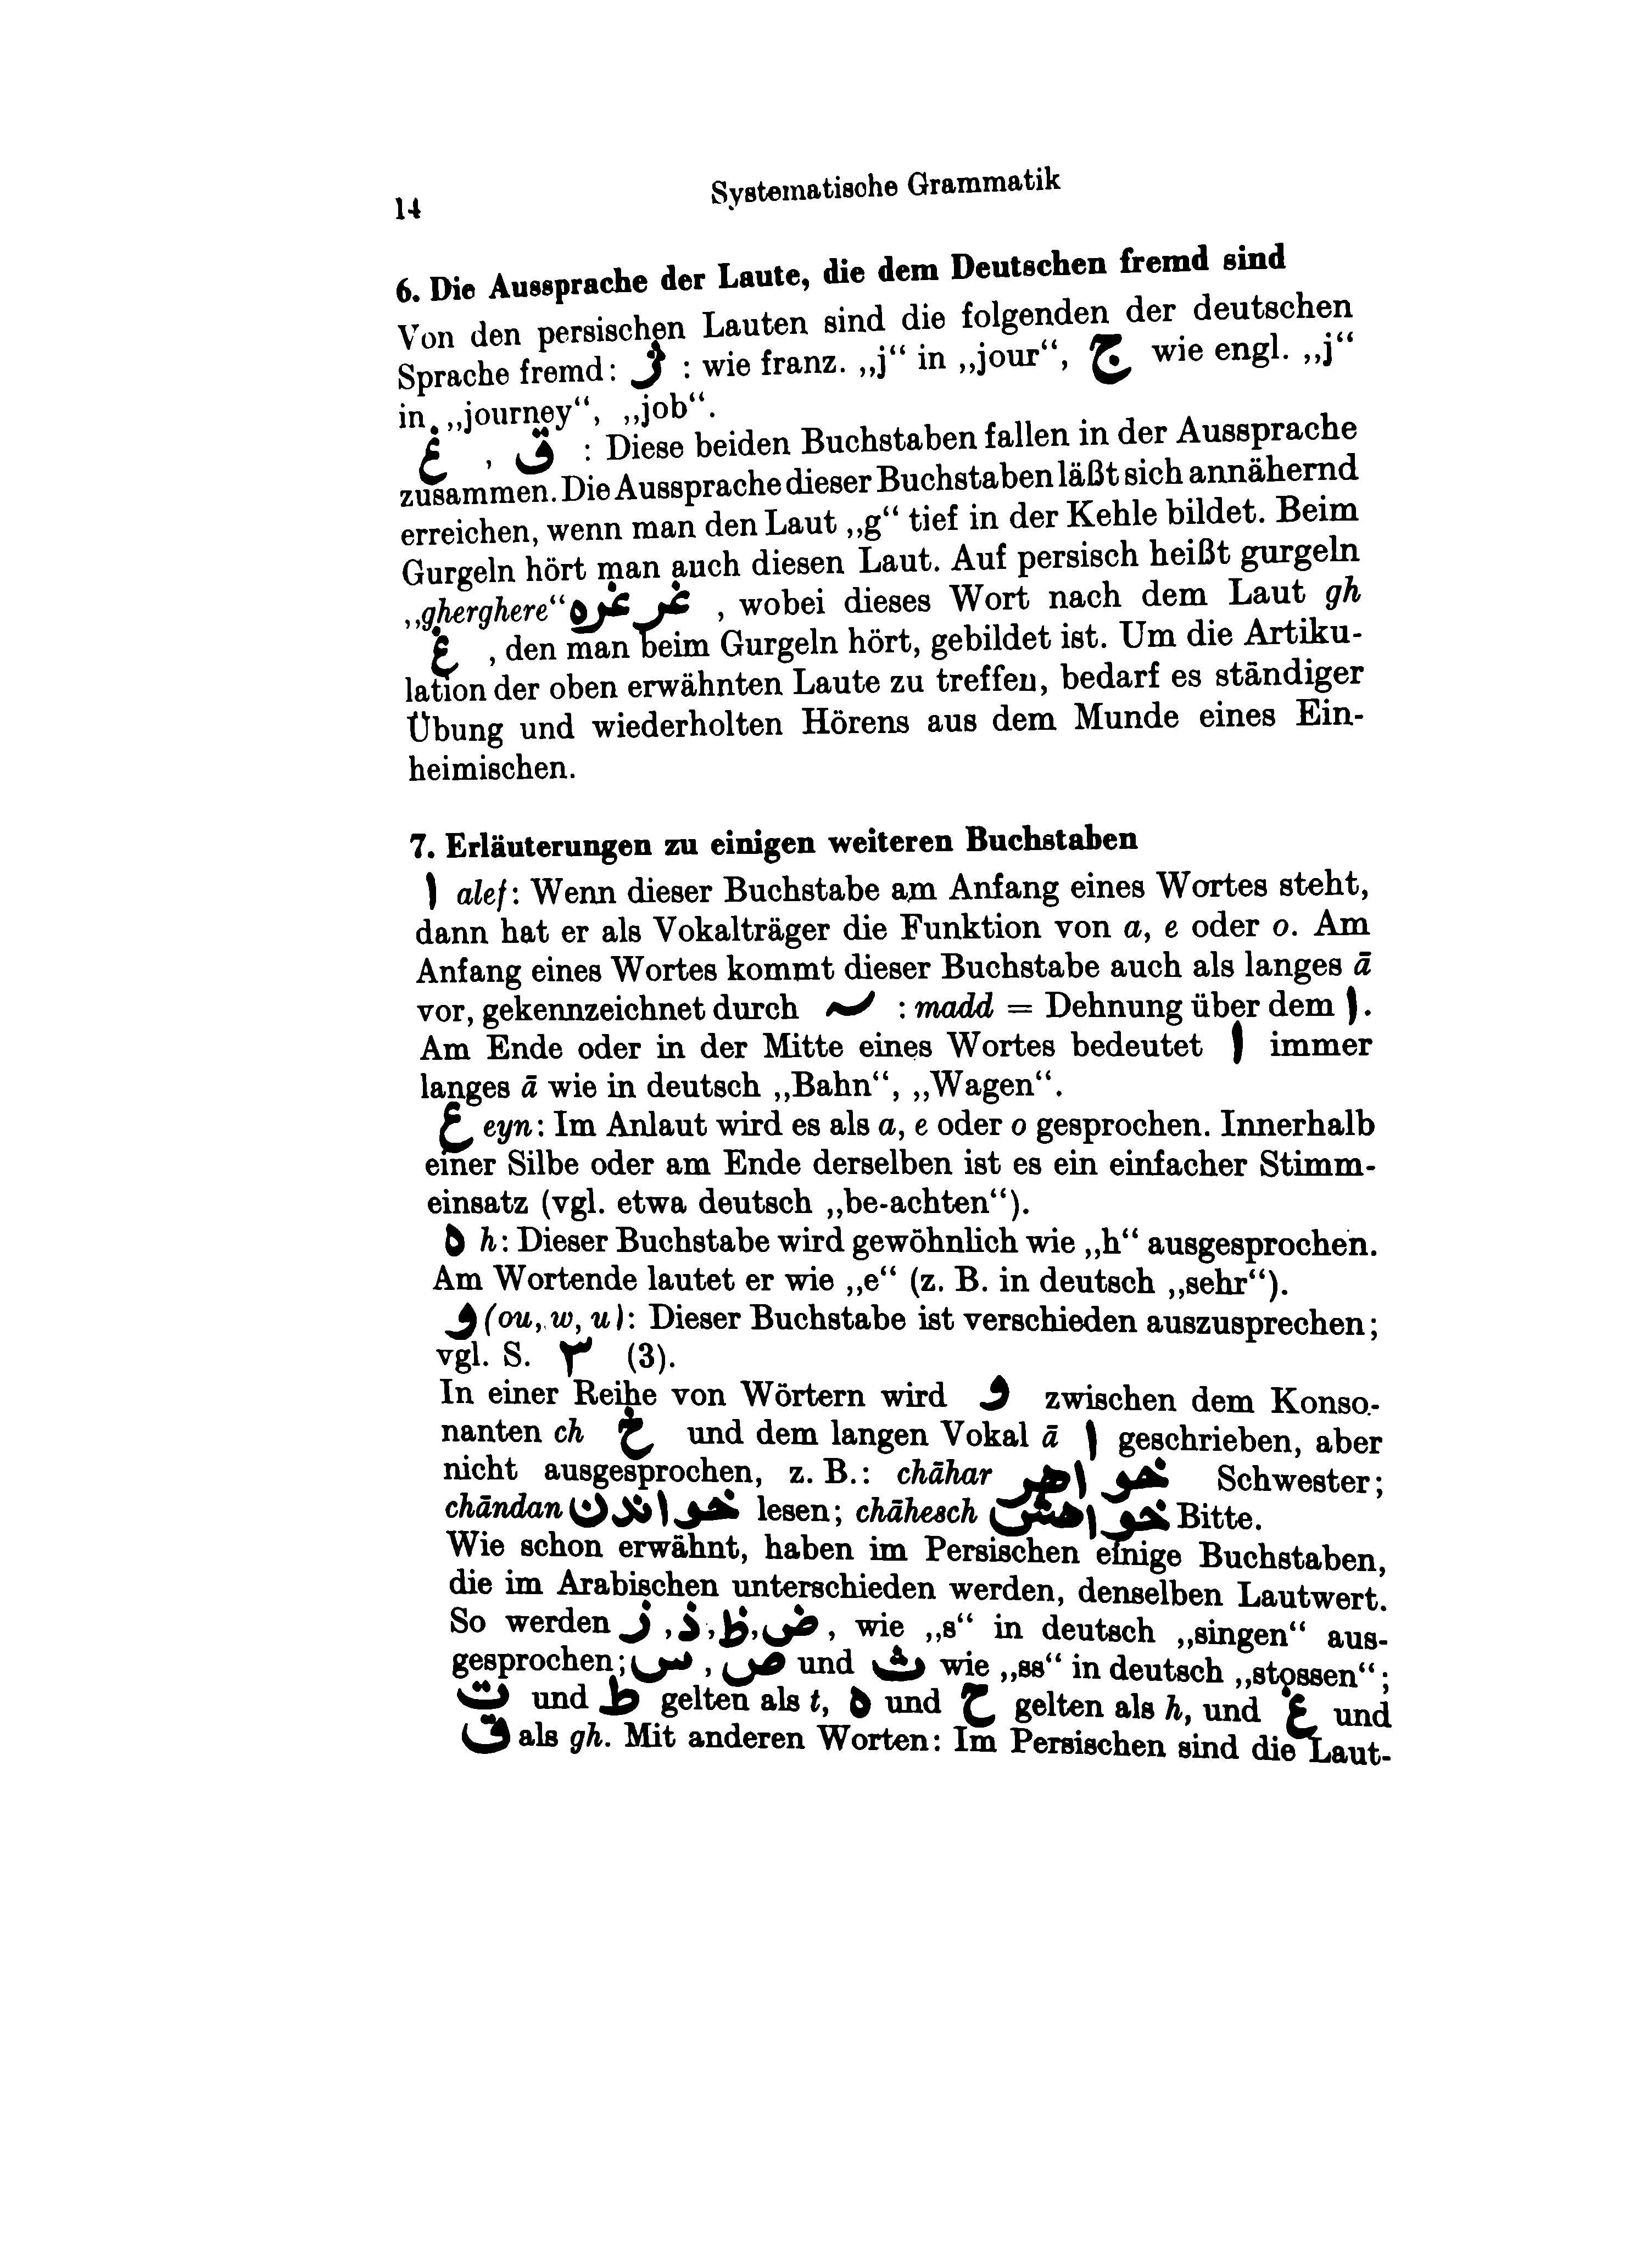 14
Systematische Grammatik
6. Die Aussprache der Laute, die dem Deutschen fremd sind
Von den persischen Lauten sind die folgenden der deutschen
Sprache fremd: ژ : wie franz. „j“ in „jour“, ج wie engl. „j“
in „journey“, „job“.
غ , ق : Diese beiden Buchstaben fallen in der Aussprache
zusammen. Die Aussprache dieser Buchstaben läßt sich annähernd
erreichen, wenn man den Laut „g“ tief in der Kehle bildet. Beim
Gurgeln hört man auch diesen Laut. Auf persisch heißt gurgeln
„gherghere“ غرغره , wobei dieses Wort nach dem Laut gh
غ , den man beim Gurgeln hört, gebildet ist. Um die Artiku-
lation der oben erwähnten Laute zu treffen, bedarf es ständiger
Übung und wiederholten Hörens aus dem Munde eines Ein-
heimischen.
7. Erläuterungen zu einigen weiteren Buchstaben
ا alef: Wenn dieser Buchstabe am Anfang eines Wortes steht,
dann hat er als Vokalträger die Funktion von a, e oder o. Am
Anfang eines Wortes kommt dieser Buchstabe auch als langes ā
vor, gekennzeichnet durch ~ : madd = Dehnung über dem ا.
Am Ende oder in der Mitte eines Wortes bedeutet ا immer
langes ā wie in deutsch „Bahn“, „Wagen“.
ع eyn: Im Anlaut wird es als a, e oder o gesprochen. Innerhalb
einer Silbe oder am Ende derselben ist es ein einfacher Stimm-
einsatz (vgl. etwa deutsch „be-achten“).
ه h: Dieser Buchstabe wird gewöhnlich wie „h“ ausgesprochen.
Am Wortende lautet er wie „e“ (z. B. in deutsch „sehr“).
و (ou, w, u): Dieser Buchstabe ist verschieden auszusprechen;
vgl. S. ۳ (3).
In einer Reihe von Wörtern wird و zwischen dem Konso-
nanten ch خ und dem langen Vokal ā ا geschrieben, aber
nicht ausgesprochen, z. B.: chāhar خواهر Schwester;
chāndan خواندن lesen; chāhesch خواهش Bitte.
Wie schon erwähnt, haben im Persischen einige Buchstaben,
die im Arabischen unterschieden werden, denselben Lautwert.
So werden ز ,ذ ,ظ ,ض , wie „s“ in deutsch „singen“ aus-
gesprochen; س , ص und ث wie „ss“ in deutsch „stossen“;
ت und ط gelten als t, ه und ح gelten als h, und غ und
ق als gh. Mit anderen Worten: Im Persischen sind die Laut-